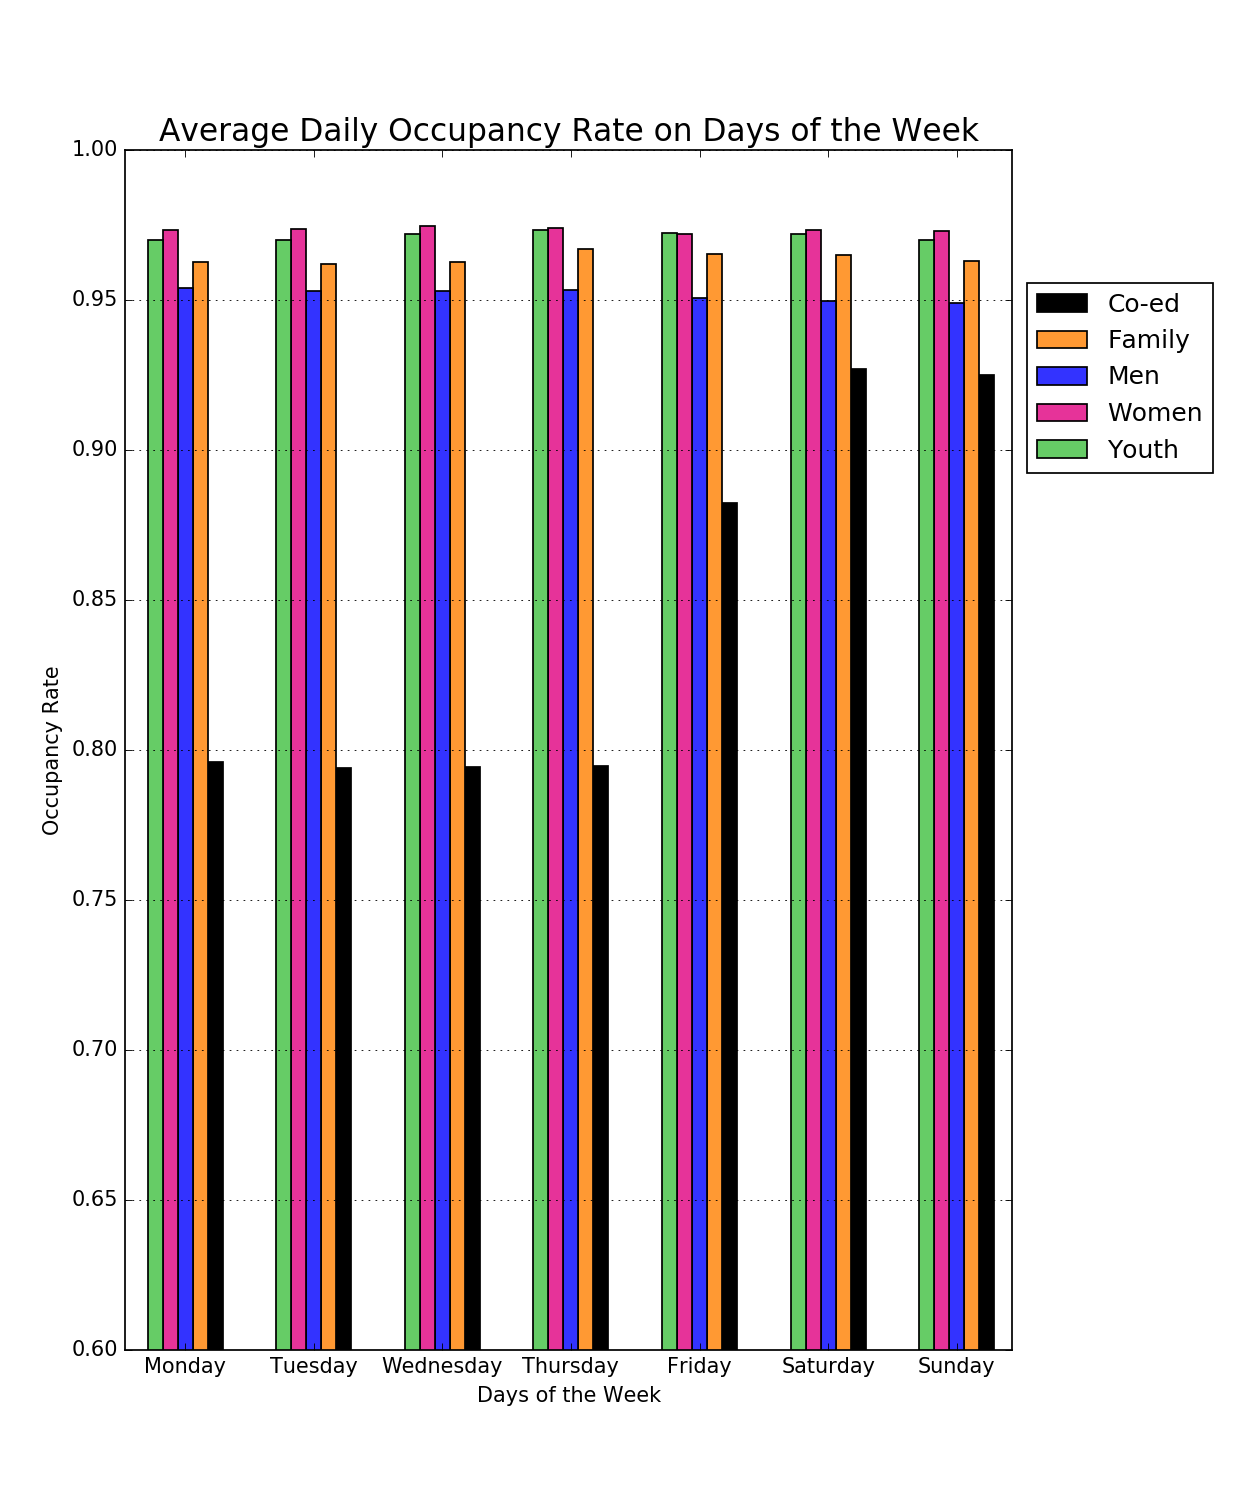 Average Daily Occupancy Rate on Days of the Week
1.00
0.95
0.90
0.85
0.80
0.75
0.70
0.65
0.60
Occupancy Rate
Co-ed
Family
Men
Women
Youth
Monday Tuesday Wednesday Thursday Friday Saturday Sunday
Days of the Week